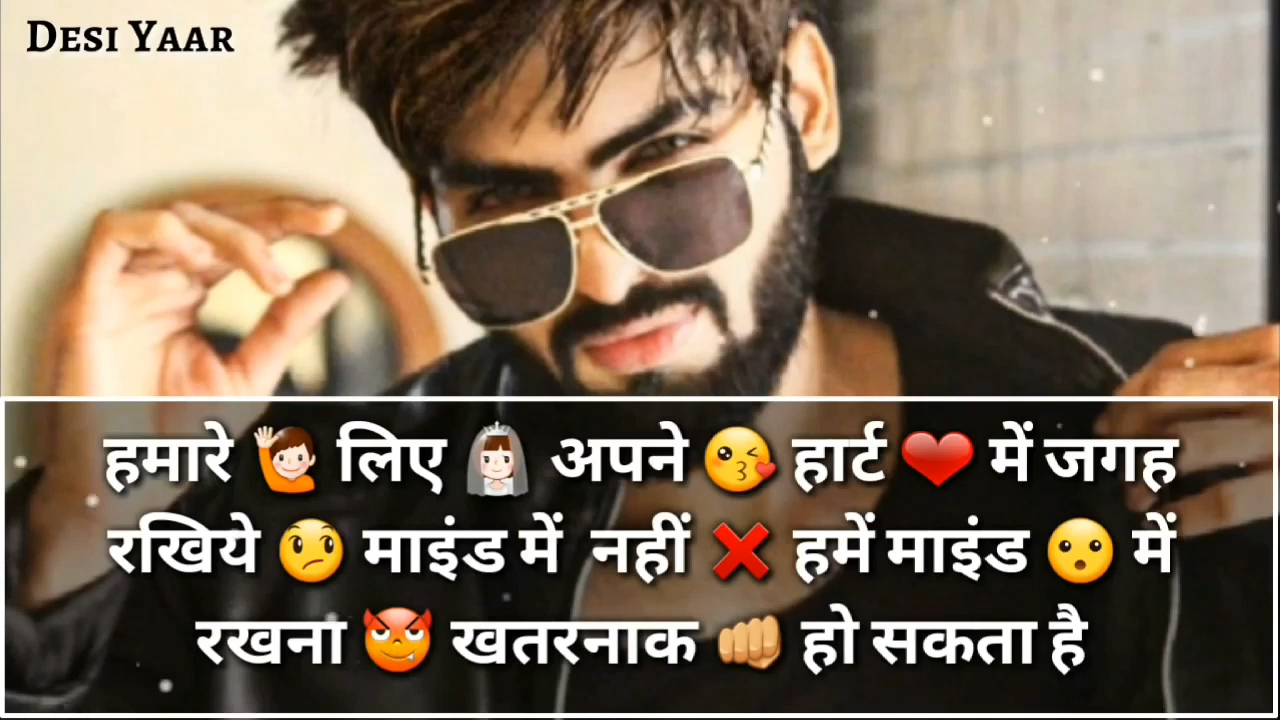 Desi Yaar
हमारे 🙋‍♂️ लिए 👰 अपने 😘 हार्ट ❤️ में जगह
रखिये 😞 माइंड में नहीं ❌ हमें माइंड 😮 में
रखना 😈 खतरनाक 👊 हो सकता है